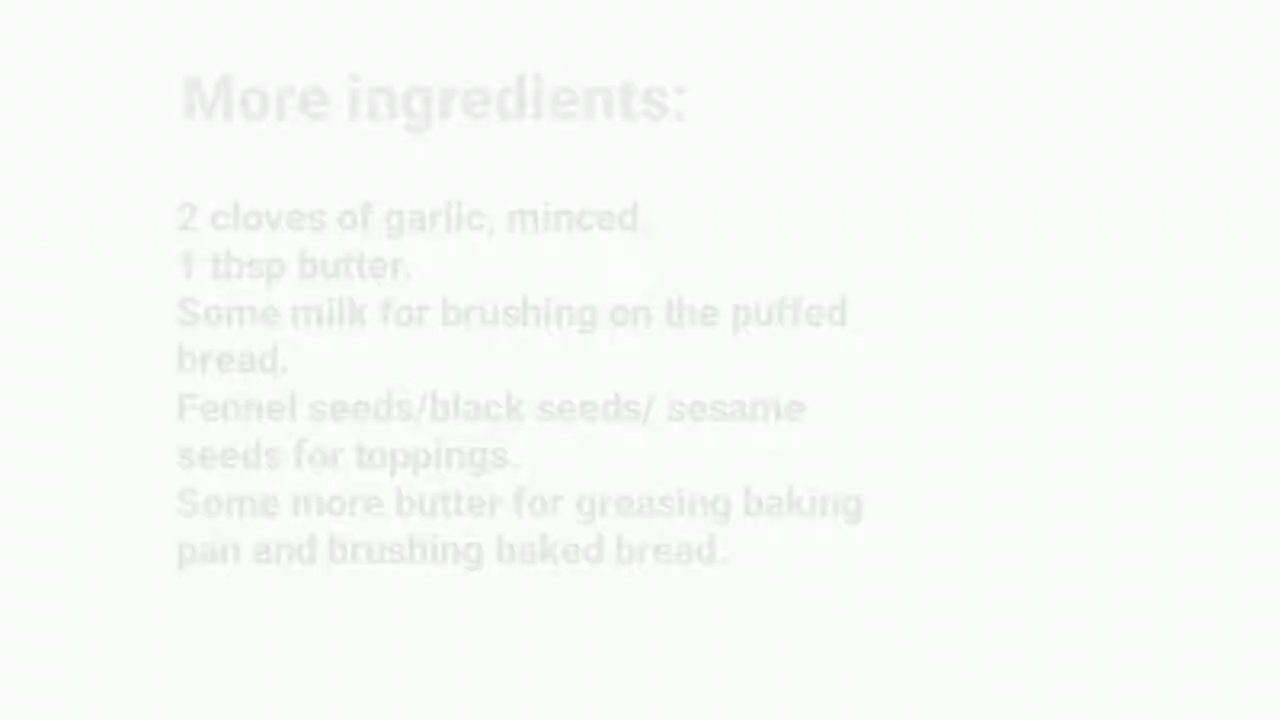 More ingredients:
2 cloves of garlic, minced.
1 tbsp butter.
Some milk for brushing on the puffed
bread.
Fennel seeds/black seeds/ sesame
seeds for toppings.
Some more butter for greasing baking
pan and brushing baked bread.